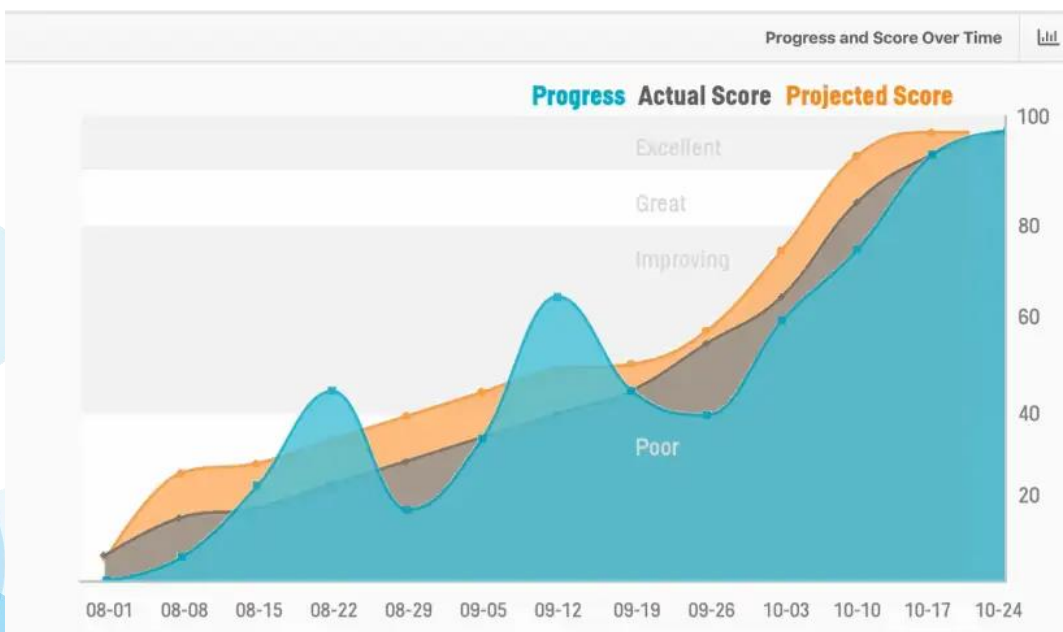 Progress and Score Over Time
Progress Actual Score Projected Score
100
Excellent
Great
80
Improving
60
40
Poor
20
08-01 08-08 08-15 08-22 08-29 09-05 09-12 09-19 09-26 10-03 10-10 10-17 10-24